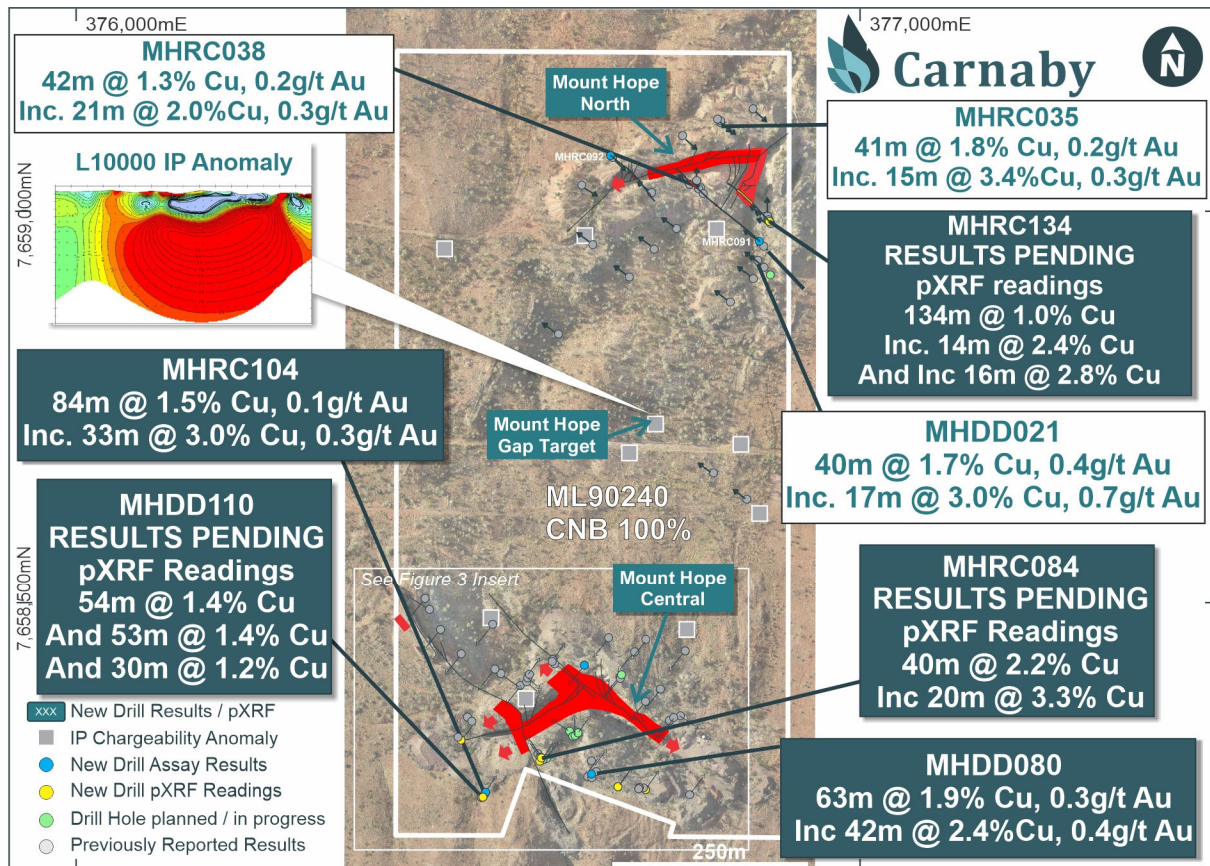 376,000mE
377,000mE
Carnaby
N
MHRC038
42m @ 1.3% Cu, 0.2g/t Au
Inc. 21m @ 2.0%Cu, 0.3g/t Au
Mount Hope
North
MHRC035
41m @ 1.8% Cu, 0.2g/t Au
Inc. 15m @ 3.4%Cu, 0.3g/t Au
L10000 IP Anomaly
7,659,000mN
MHRC092
MHRC091
MHRC134
RESULTS PENDING
pXRF readings
134m @ 1.0% Cu
Inc. 14m @ 2.4% Cu
And Inc 16m @ 2.8% Cu
MHRC104
84m @ 1.5% Cu, 0.1g/t Au
Inc. 33m @ 3.0% Cu, 0.3g/t Au
Mount Hope
Gap Target
MHDD021
40m @ 1.7% Cu, 0.4g/t Au
Inc. 17m @ 3.0% Cu, 0.7g/t Au
ML90240
CNB 100%
MHDD110
RESULTS PENDING
pXRF Readings
54m @ 1.4% Cu
And 53m @ 1.4% Cu
And 30m @ 1.2% Cu
7,658,500mN
See Figure 3 Insert
Mount Hope
Central
MHRC084
RESULTS PENDING
pXRF Readings
40m @ 2.2% Cu
Inc 20m @ 3.3% Cu
MHDD080
63m @ 1.9% Cu, 0.3g/t Au
Inc 42m @ 2.4%Cu, 0.4g/t Au
XXX New Drill Results / pXRF
IP Chargeability Anomaly
New Drill Assay Results
New Drill pXRF Readings
Drill Hole planned / in progress
Previously Reported Results
250m